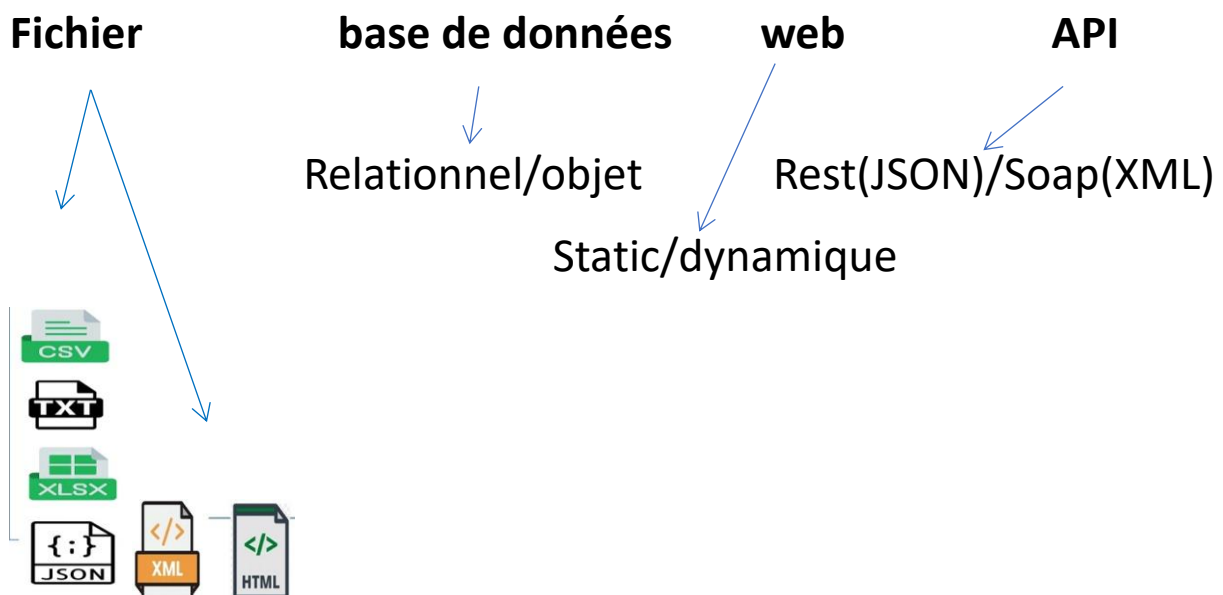 Fichier base de données web API
Relationnel/objet Rest(JSON)/Soap(XML)
Static/dynamique
CSV
TXT
XLSX
{:} </> </>
JSON XML HTML